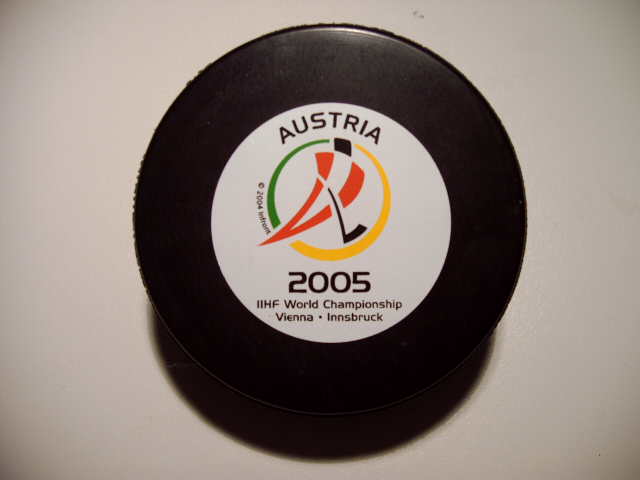 AUSTRIA
© 2004 Infront
2005
IIHF World Championship
Vienna • Innsbruck